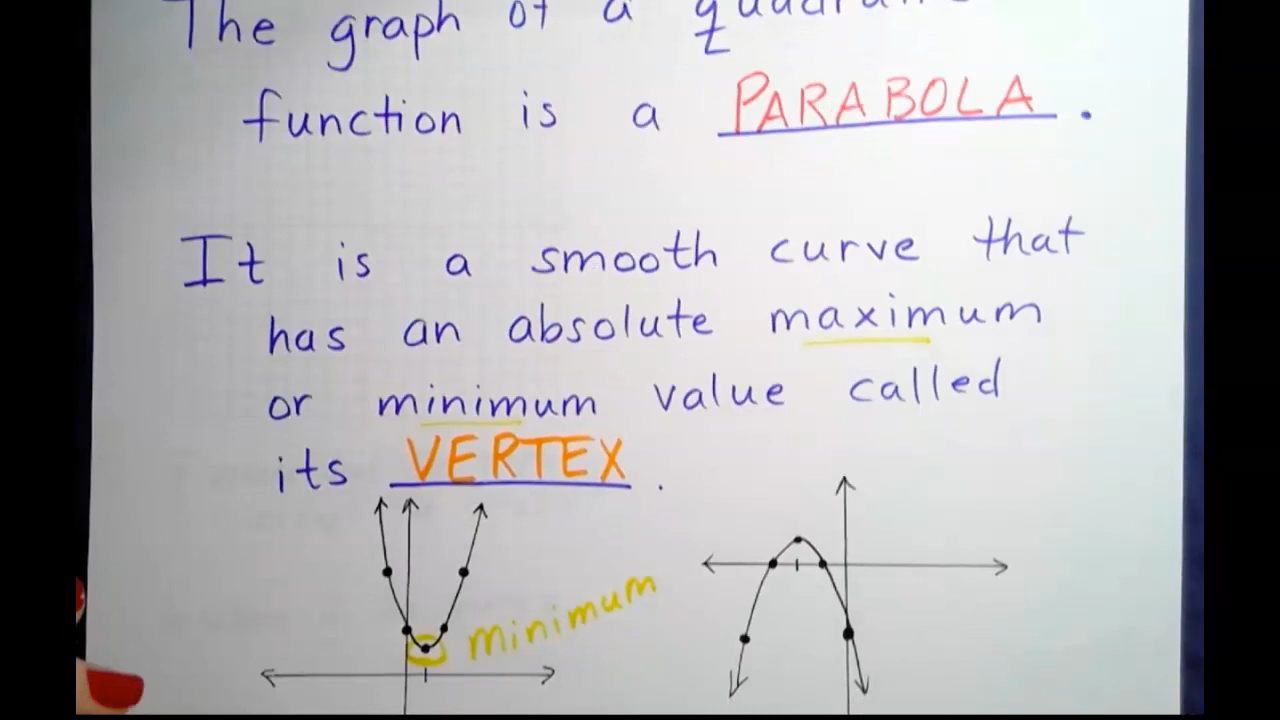 The graph of a quadratic
function is a PARABOLA.
It is a smooth curve that
has an absolute maximum
or minimum value called
its VERTEX.
minimum